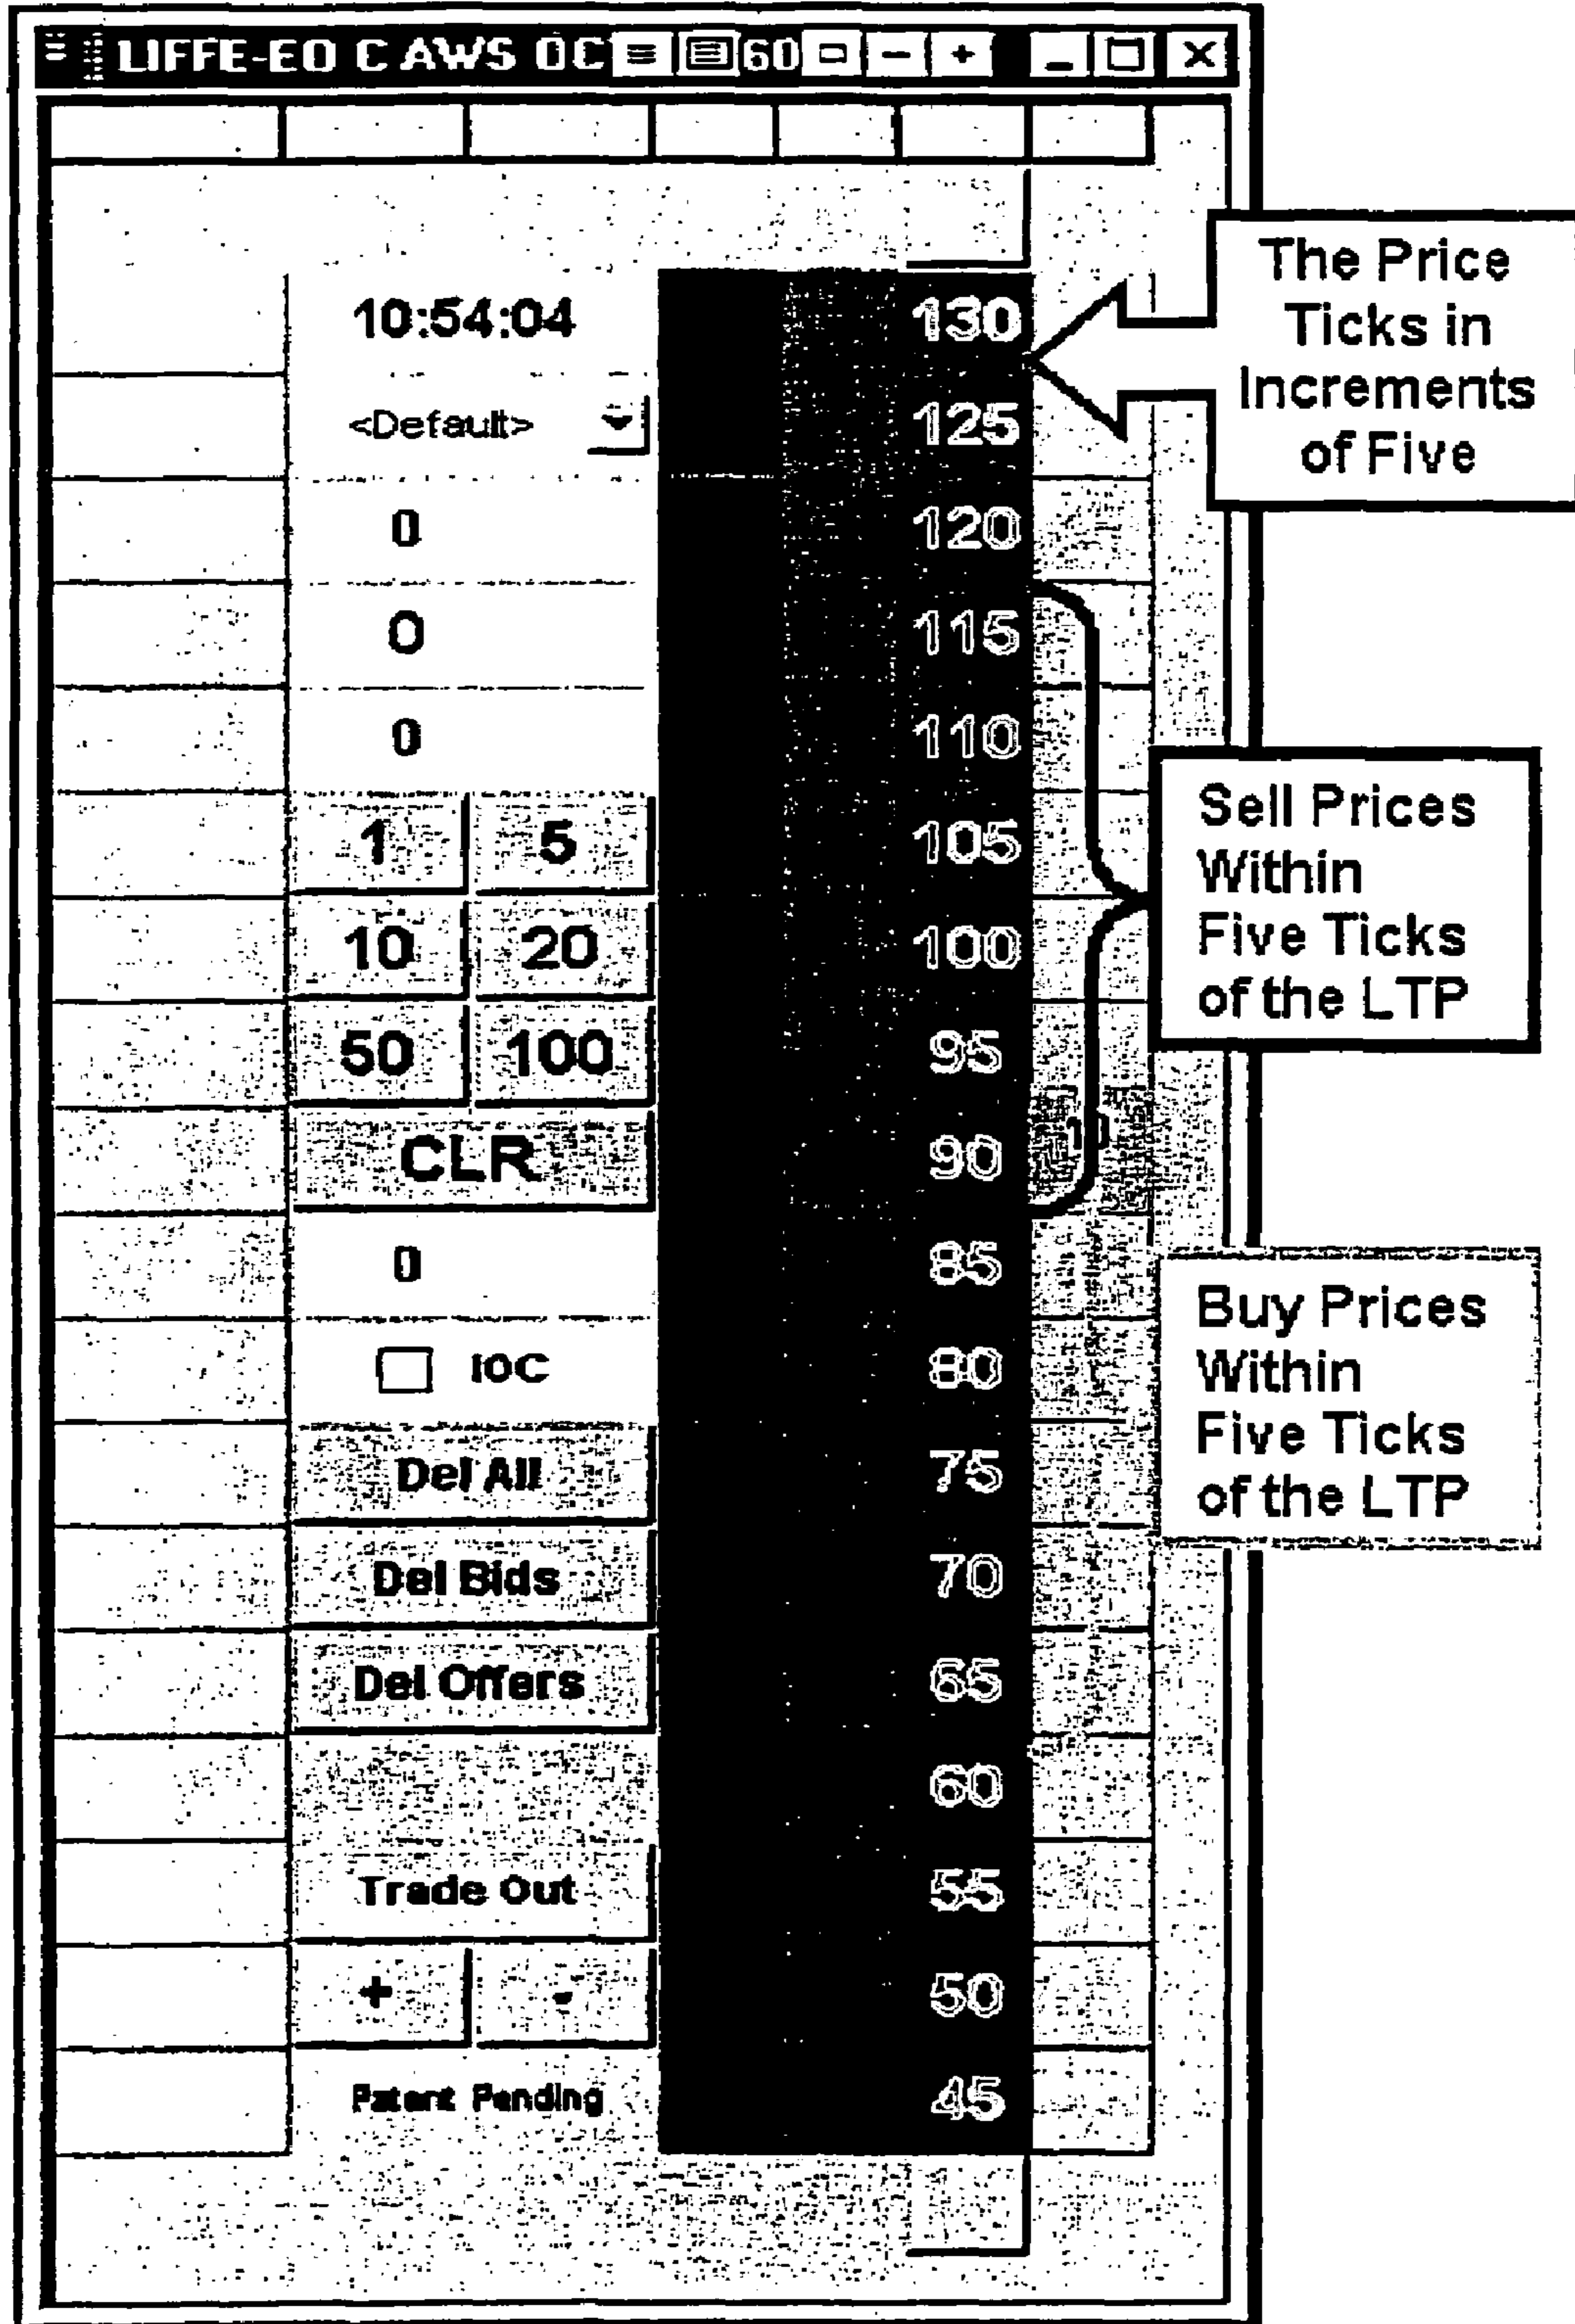 LIFFE-EO C AWS OC 60
10:54:04
130
The Price
Ticks in
Increments
of Five
<Default>
125
0
120
0
115
0
110
1 5
105
Sell Prices
Within
Five Ticks
of the LTP
10 20
100
50 100
95
CLR
90
10
0
85
Buy Prices
Within
Five Ticks
of the LTP
IOC
80
Del All
75
Del Bids
70
Del Offers
65
60
Trade Out
55
+ -
50
Patent Pending
45